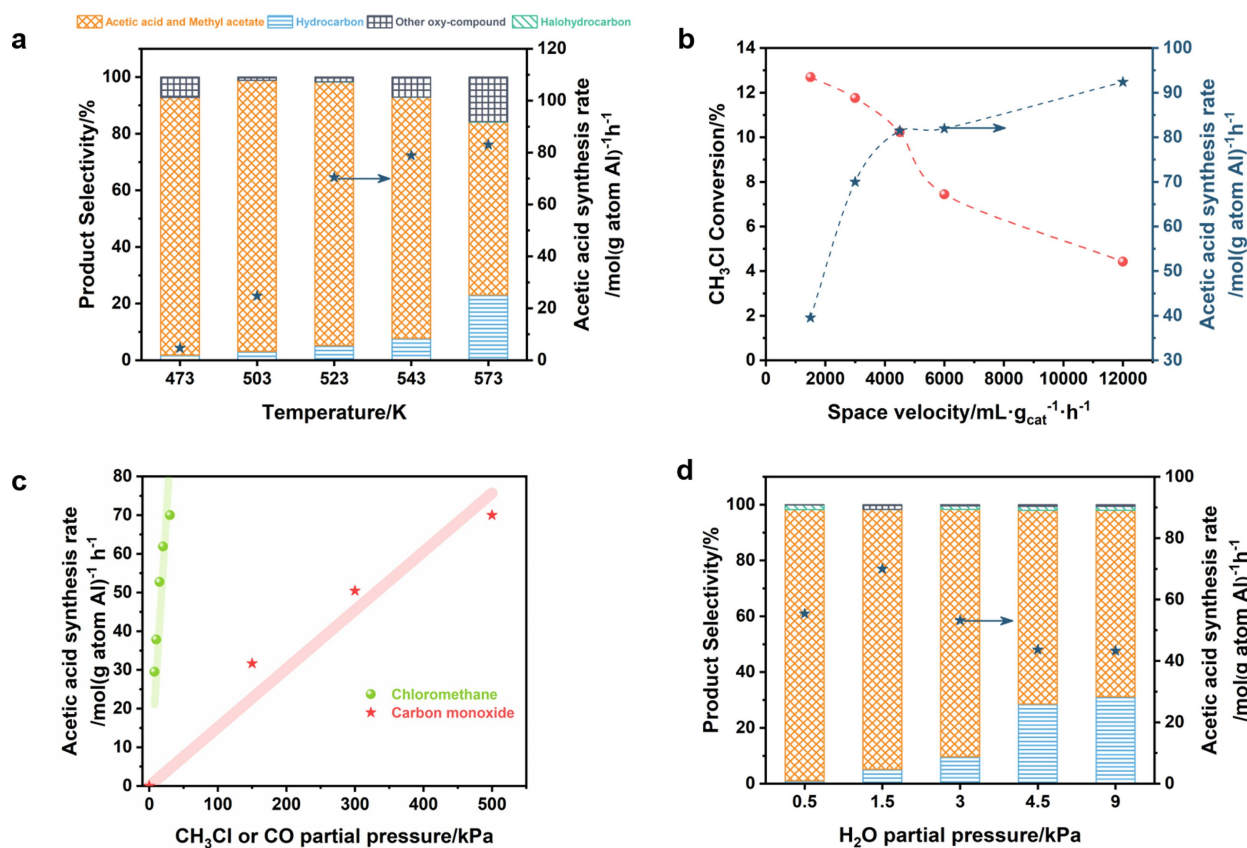 Acetic acid and Methyl acetate Hydrocarbon Other oxy-compound Halohydrocarbon
a
Product Selectivity/%
100
80
60
40
20
0
473 503 523 543 573
Temperature/K
120
100
80
60
40
20
0
Acetic acid synthesis rate
/mol(g atom Al)⁻¹h⁻¹
b
CH₃Cl Conversion/%
14
12
10
8
6
4
2
0
0 2000 4000 6000 8000 10000 12000
Space velocity/mL·g_cat⁻¹·h⁻¹
100
90
80
70
60
50
40
30
Acetic acid synthesis rate
/mol(g atom Al)⁻¹h⁻¹
c
Acetic acid synthesis rate
/mol(g atom Al)⁻¹ h⁻¹
80
70
60
50
40
30
20
10
0
Chloromethane
Carbon monoxide
0 100 200 300 400 500
CH₃Cl or CO partial pressure/kPa
d
Product Selectivity/%
100
80
60
40
20
0
0.5 1.5 3 4.5 9
H₂O partial pressure/kPa
100
80
60
40
20
0
Acetic acid synthesis rate
/mol(g atom Al)⁻¹h⁻¹